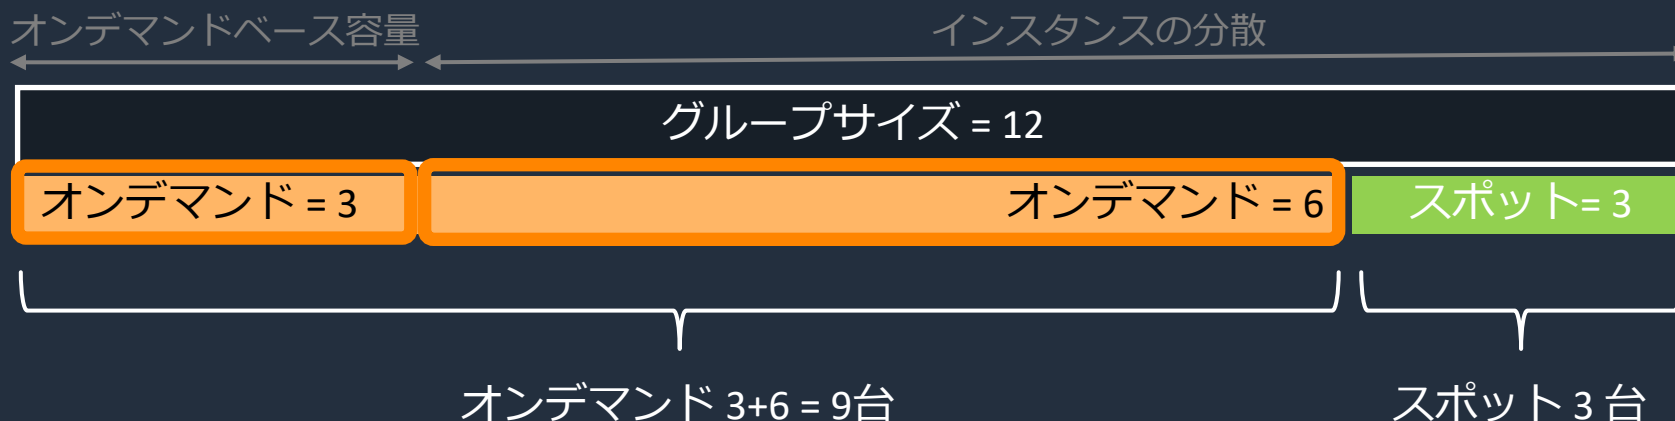 オンデマンドベース容量 インスタンスの分散
グループサイズ = 12
オンデマンド = 3 オンデマンド = 6 スポット= 3
オンデマンド 3+6 = 9台 スポット 3 台